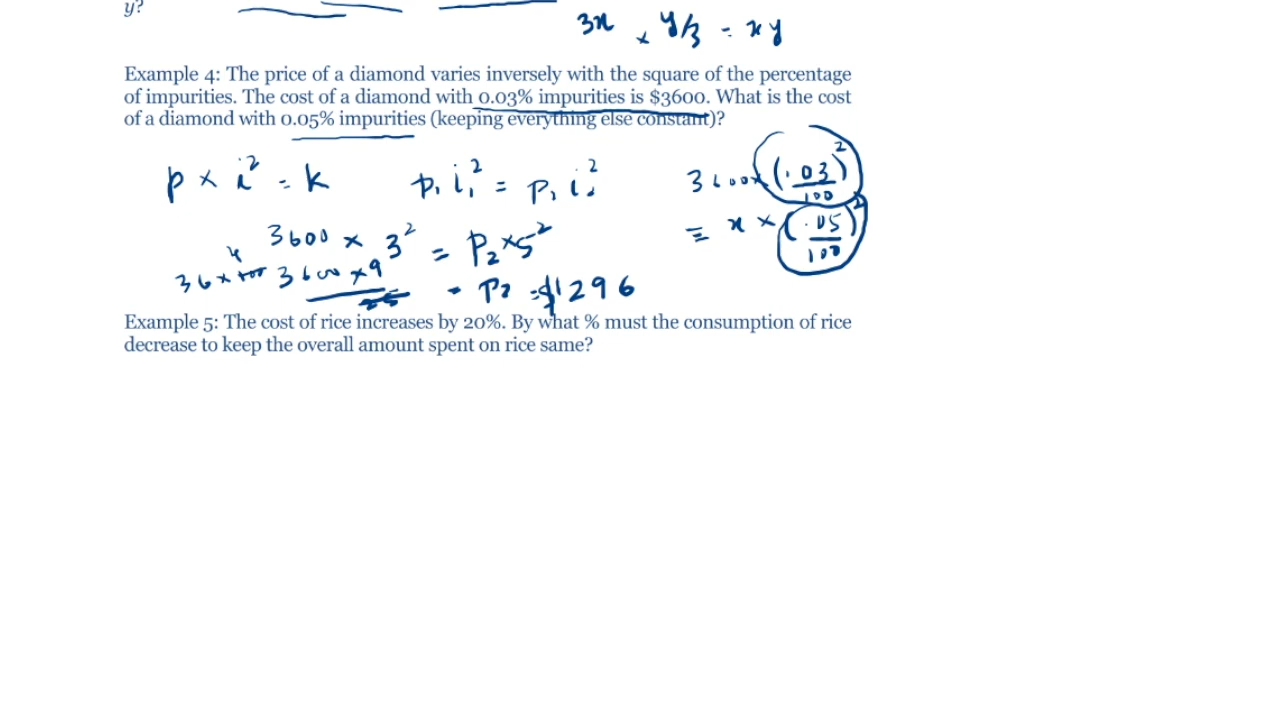 y?
3x × y/3 = xy
Example 4: The price of a diamond varies inversely with the square of the percentage
of impurities. The cost of a diamond with 0.03% impurities is $3600. What is the cost
of a diamond with 0.05% impurities (keeping everything else constant)?
p × i² = k
p₁ i₁² = p₂ i₂²
3600 × (.03/100)²
= x × (.05/100)²
3600 × 3² = P₂ × 5²
4
36 × 100 3600 × 9 / 25 = P₂ = $1296
Example 5: The cost of rice increases by 20%. By what % must the consumption of rice
decrease to keep the overall amount spent on rice same?